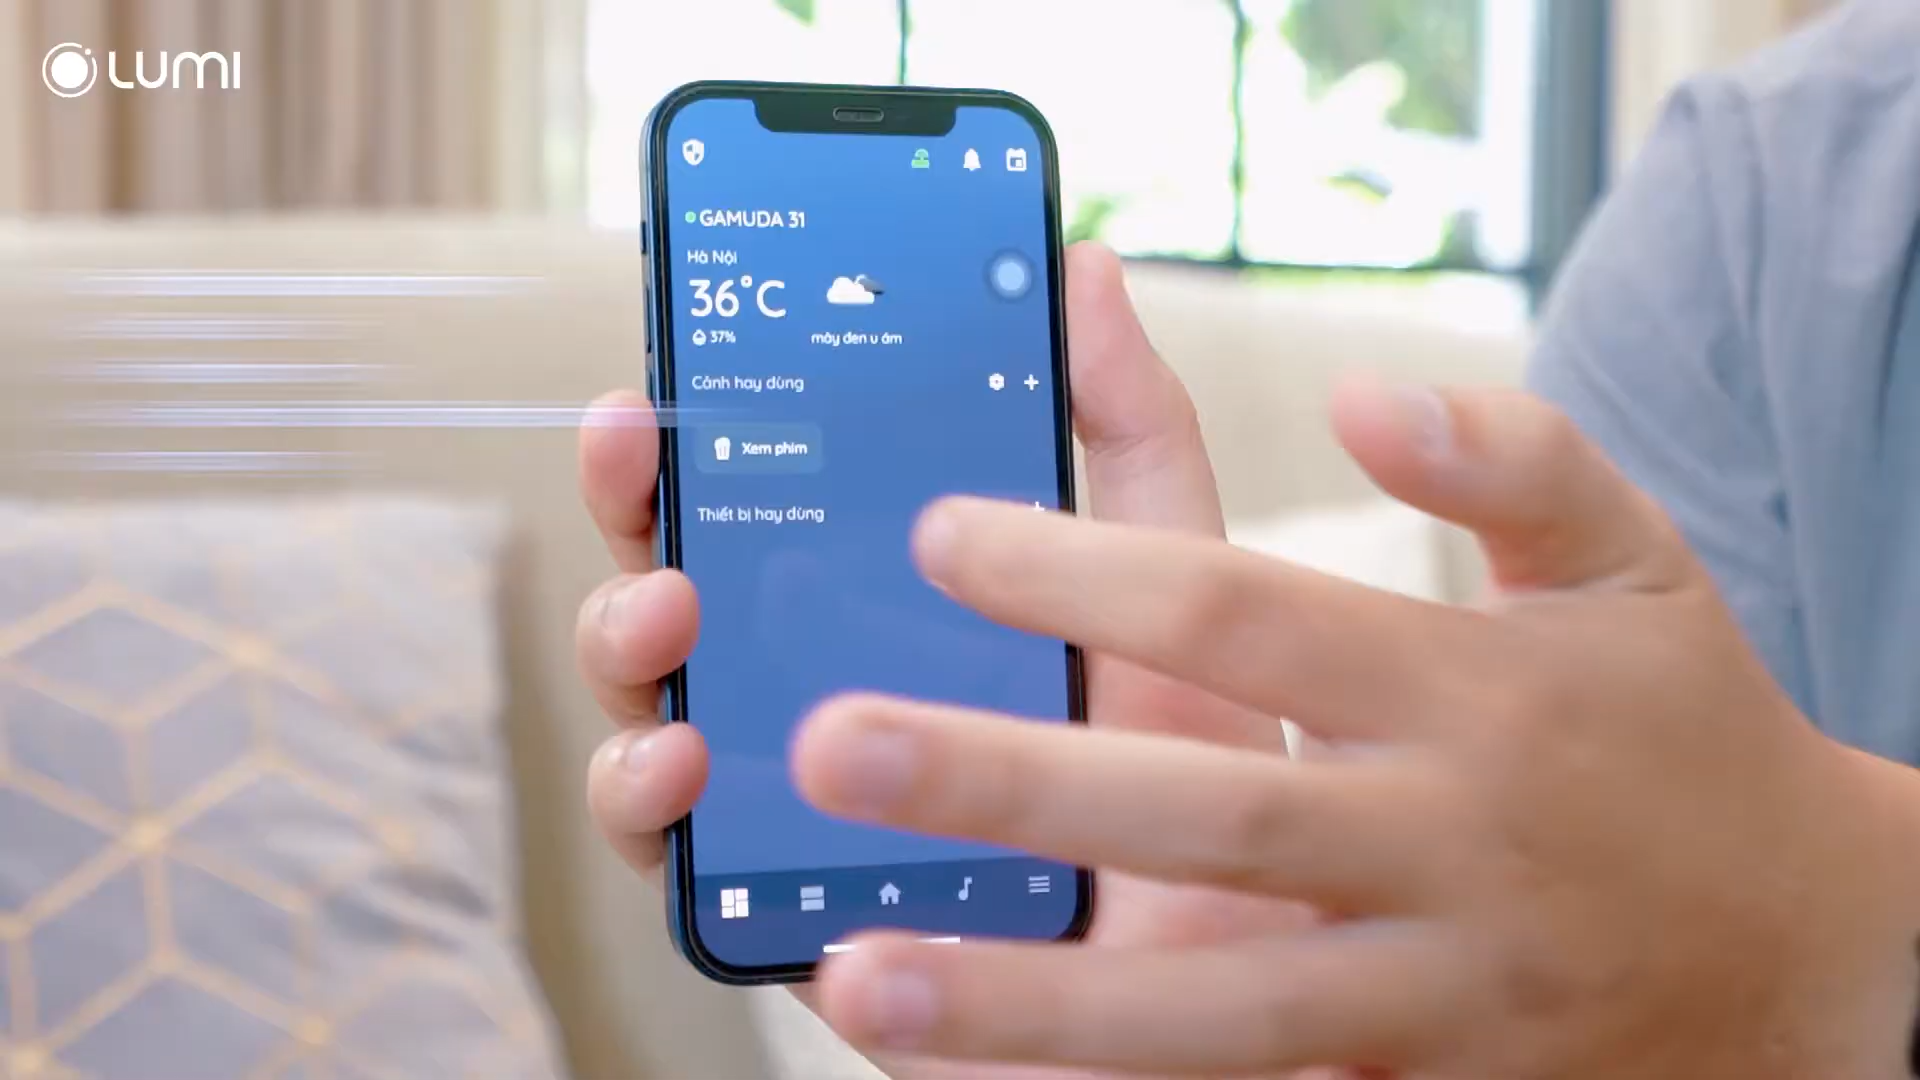 LUMI
GAMUDA 31
Hà Nội
36°C
37%
mây đen u ám
Cảnh hay dùng
Xem phim
Thiết bị hay dùng